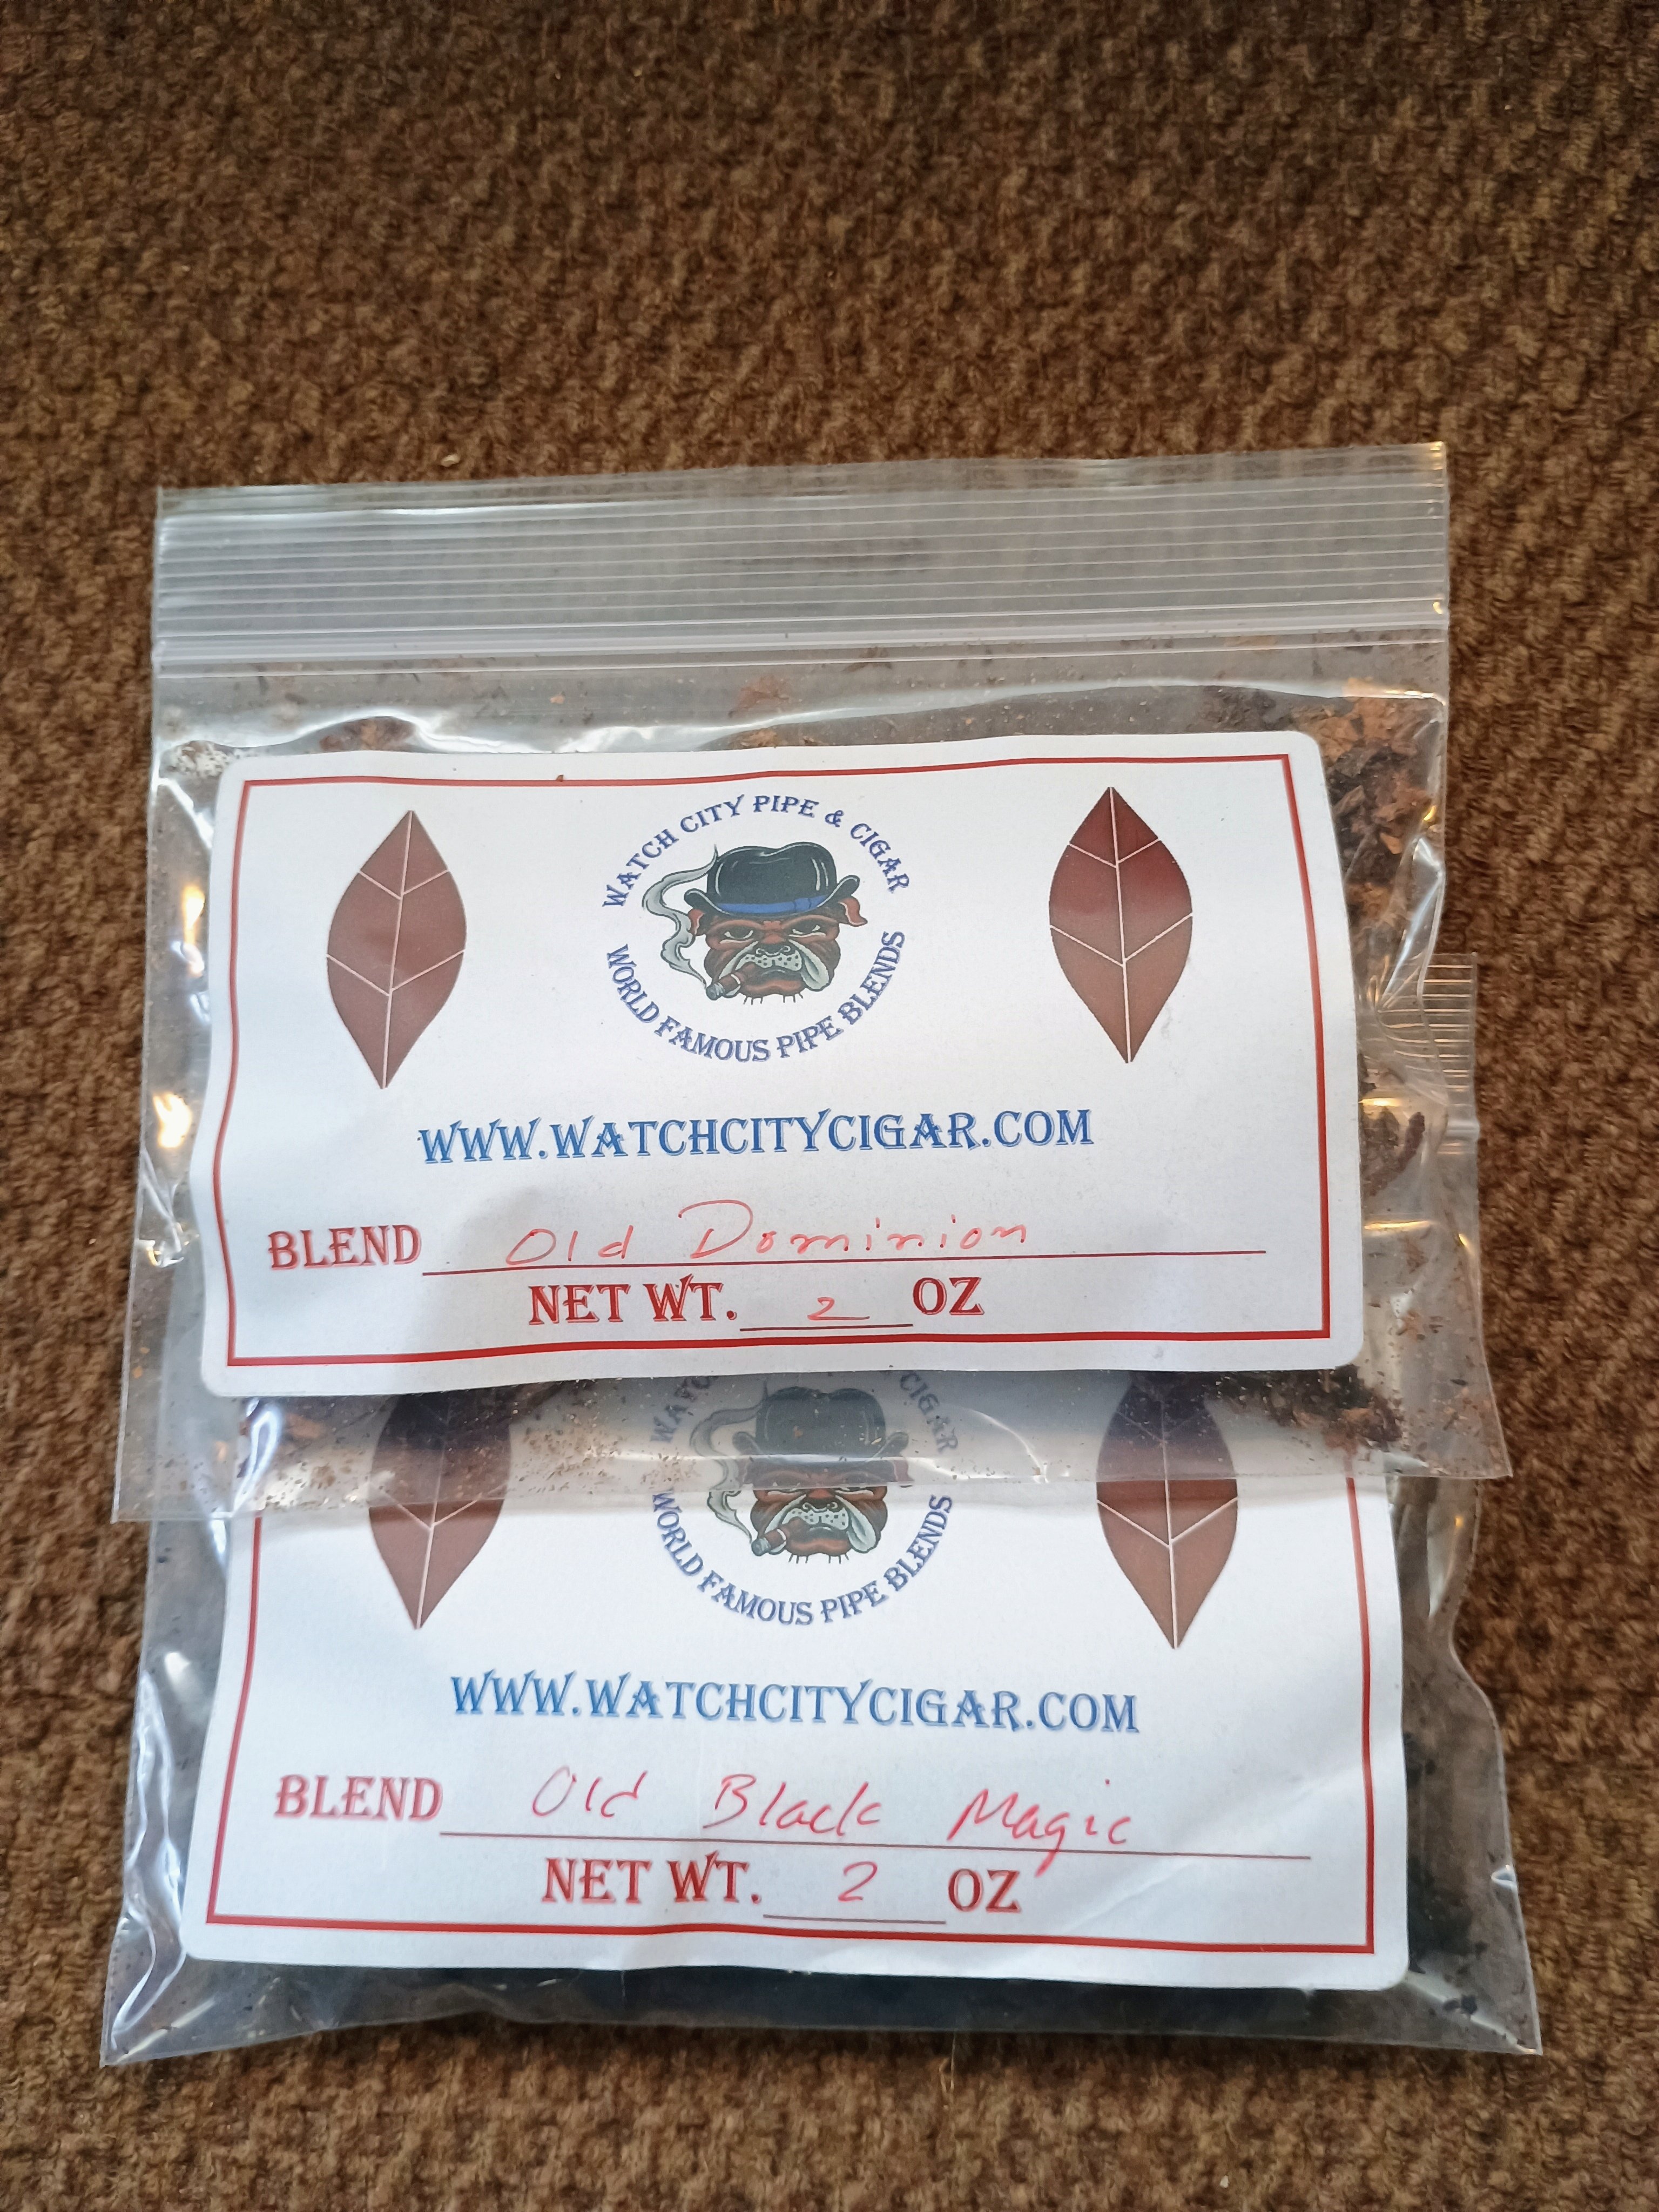 WATCH CITY PIPE & CIGAR
WORLD FAMOUS PIPE BLENDS
WWW.WATCHCITYCIGAR.COM
BLEND Old Dominion
NET WT. 2 OZ
CIGAR
WORLD FAMOUS PIPE BLENDS
WWW.WATCHCITYCIGAR.COM
BLEND Old Black Magic
NET WT. 2 OZ